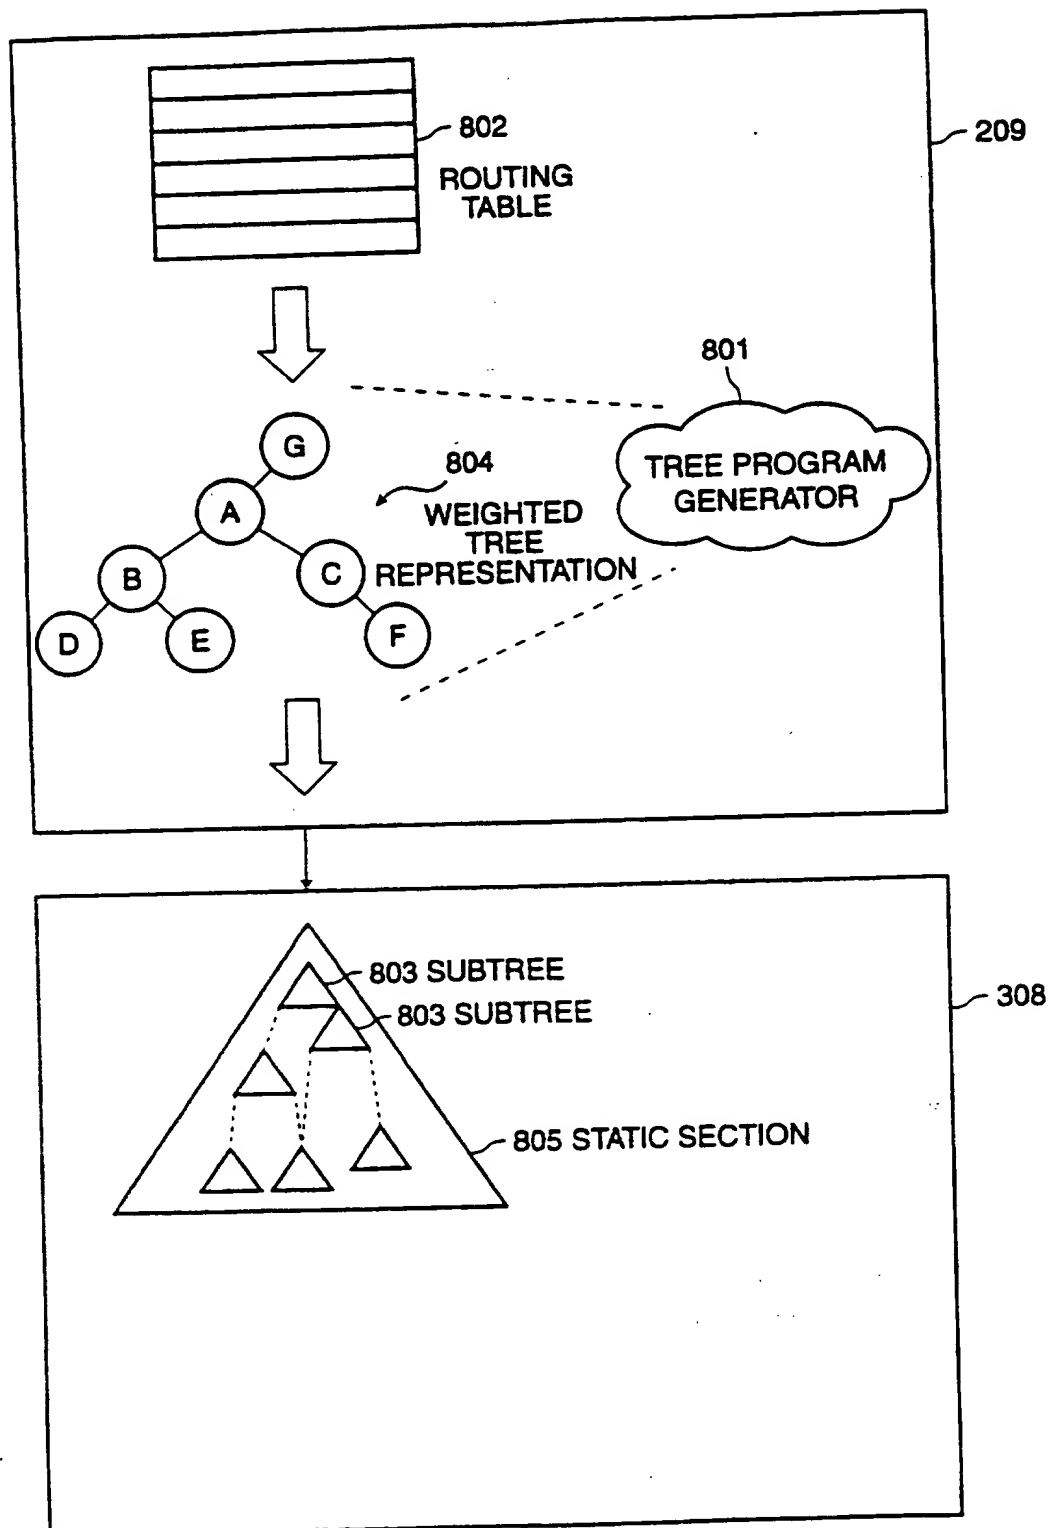 802
209
ROUTING
TABLE
801
G
TREE PROGRAM
GENERATOR
804
A
WEIGHTED
TREE
REPRESENTATION
B
C
D
E
F
803 SUBTREE
803 SUBTREE
308
805 STATIC SECTION